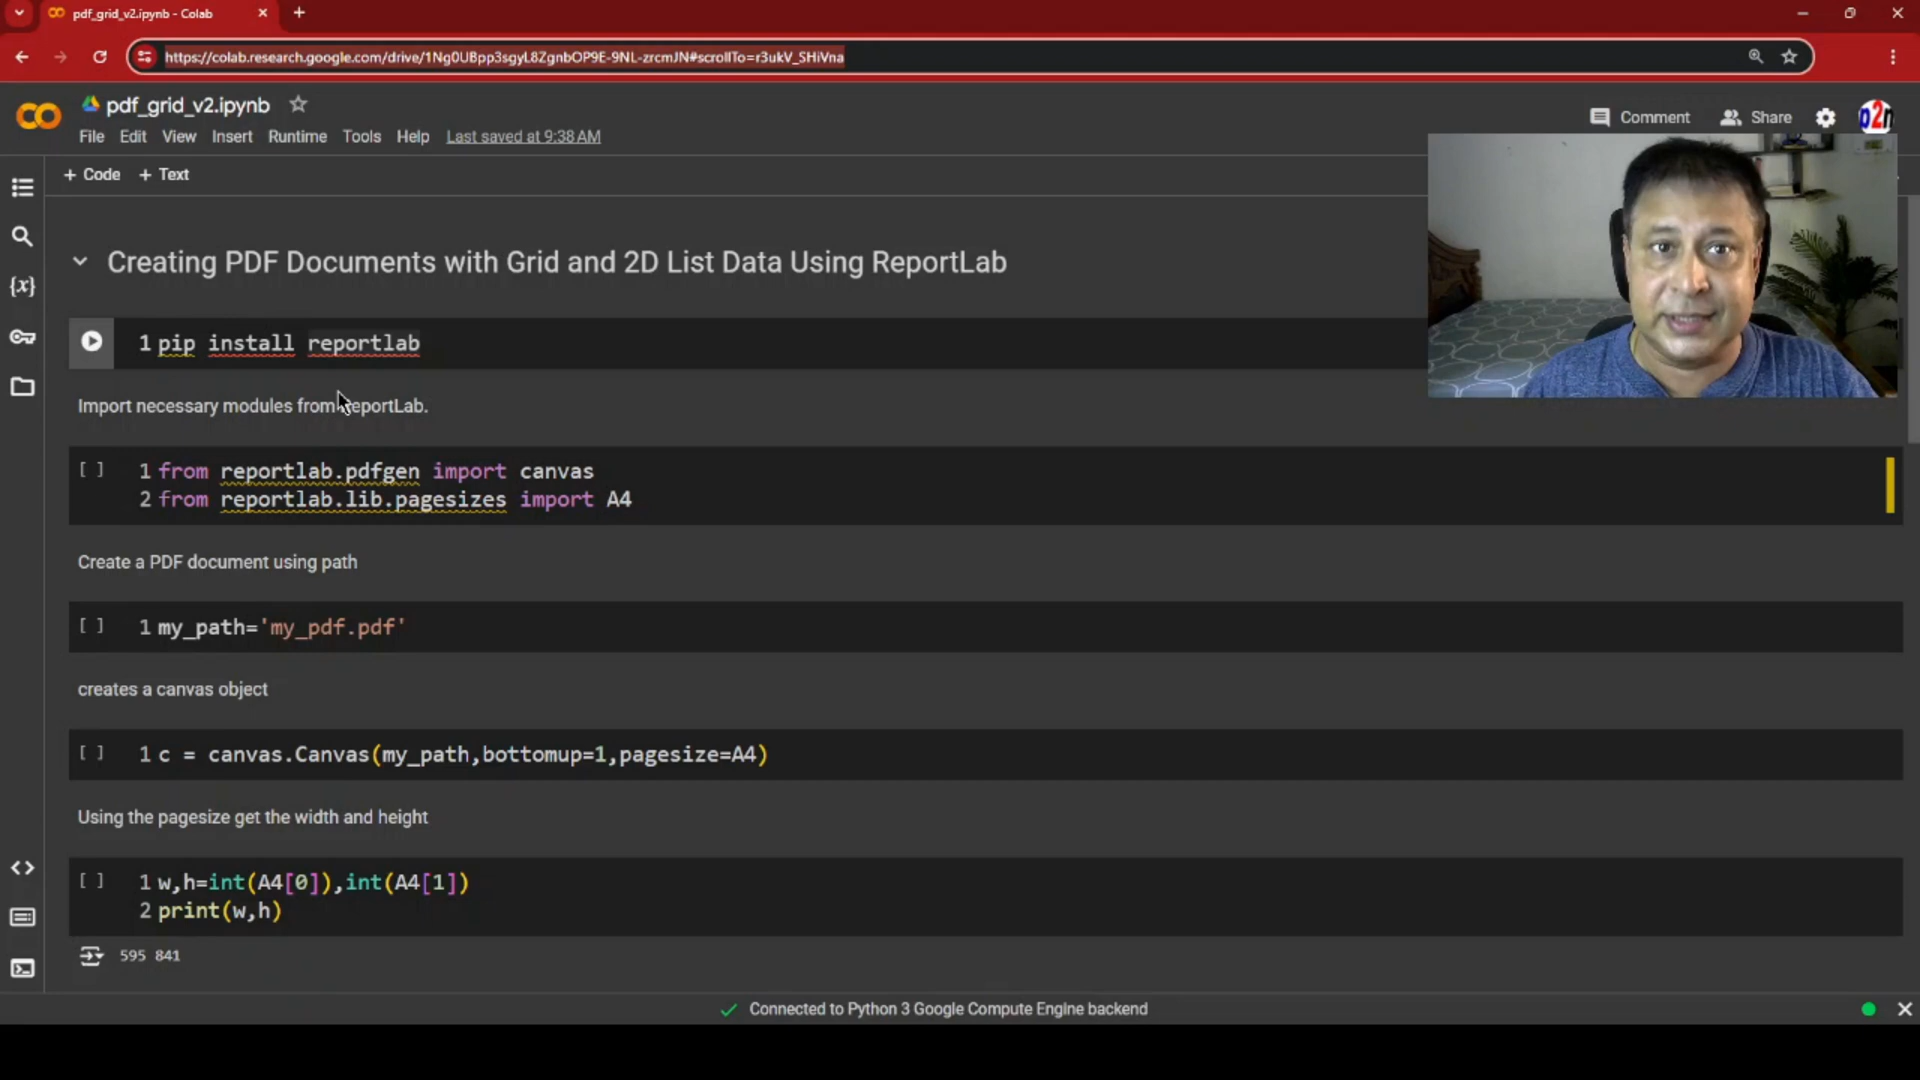 pdf_grid_v2.ipynb - Colab
https://colab.research.google.com/drive/1Ng0UBpp3sgyL8ZgnbOP9E-9NL-zrcmJN#scrollTo=r3ukV_SHiVna
pdf_grid_v2.ipynb
Comment
Share
p2n
File Edit View Insert Runtime Tools Help Last saved at 9:38 AM
+ Code + Text
Creating PDF Documents with Grid and 2D List Data Using ReportLab
1 pip install reportlab
Import necessary modules from ReportLab.
[ ] 1 from reportlab.pdfgen import canvas
2 from reportlab.lib.pagesizes import A4
Create a PDF document using path
[ ] 1 my_path='my_pdf.pdf'
creates a canvas object
[ ] 1 c = canvas.Canvas(my_path,bottomup=1,pagesize=A4)
Using the pagesize get the width and height
[ ] 1 w,h=int(A4[0]),int(A4[1])
2 print(w,h)
595 841
Connected to Python 3 Google Compute Engine backend